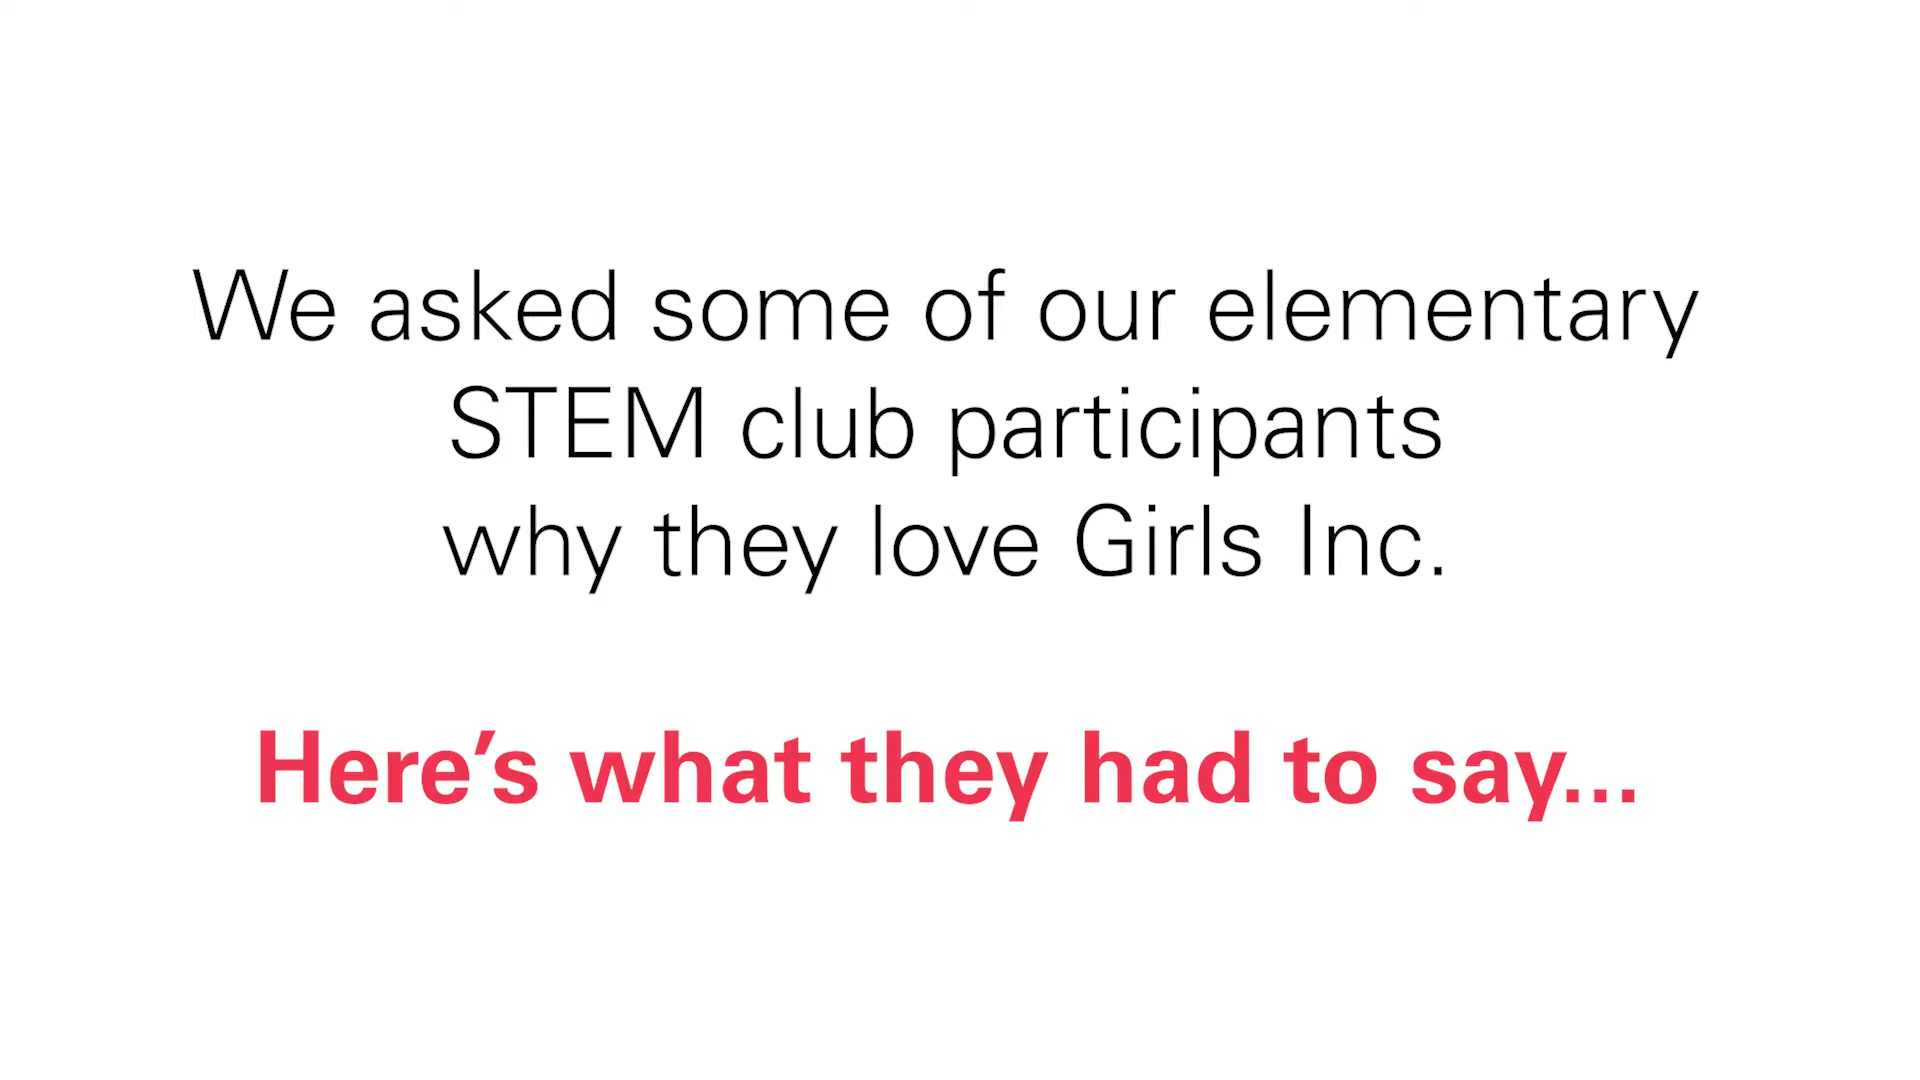 We asked some of our elementary
STEM club participants
why they love Girls Inc.
Here’s what they had to say...